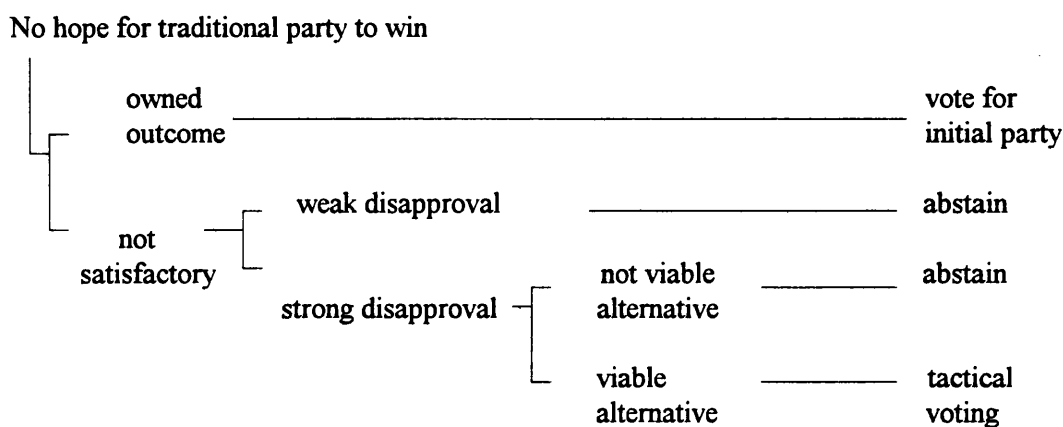 No hope for traditional party to win
owned
outcome
vote for
initial party
weak disapproval
abstain
not
satisfactory
not viable
alternative
abstain
strong disapproval
viable
alternative
tactical
voting